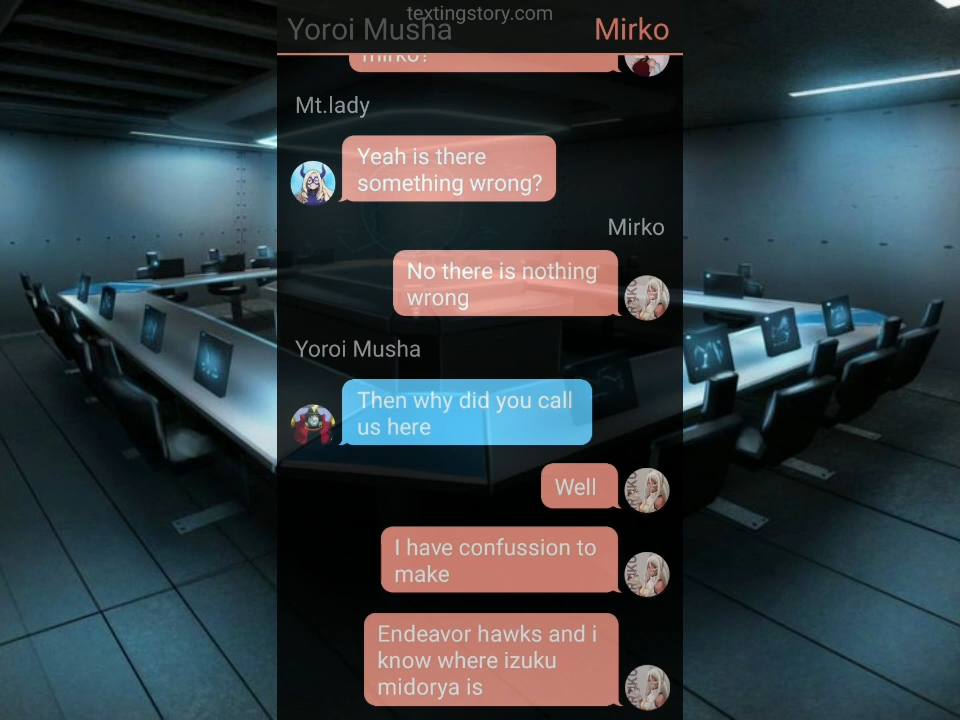 textingstory.com
Yoroi Musha
Mirko
mirko?
Mt.lady
Yeah is there
something wrong?
Mirko
No there is nothing
wrong
Yoroi Musha
Then why did you call
us here
Well
I have confussion to
make
Endeavor hawks and i
know where izuku
midorya is